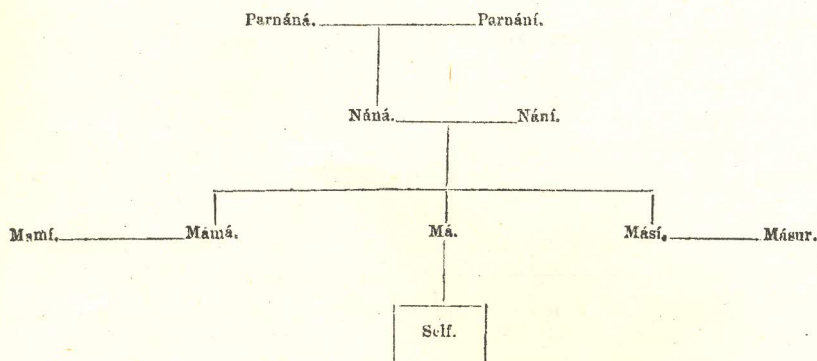 Parnáná. Parnání.
Náná. Nání.
Mamí. Mámá. Má. Másí. Másur.
Self.